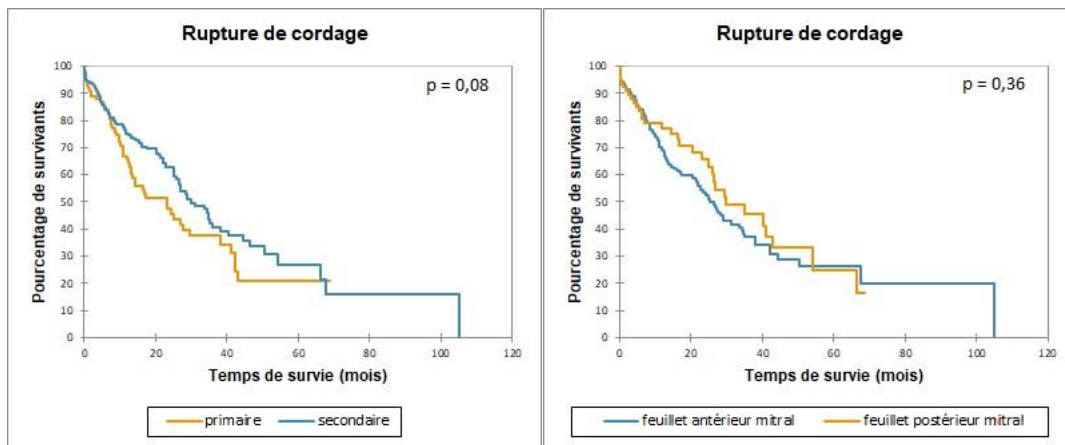 Rupture de cordage
p = 0,08
Pourcentage de survivants
100
90
80
70
60
50
40
30
20
10
0
0 20 40 60 80 100 120
Temps de survie (mois)
primaire secondaire
Rupture de cordage
p = 0,36
Pourcentage de survivants
100
90
80
70
60
50
40
30
20
10
0
0 20 40 60 80 100 120
Temps de survie (mois)
feuillet antérieur mitral feuillet postérieur mitral